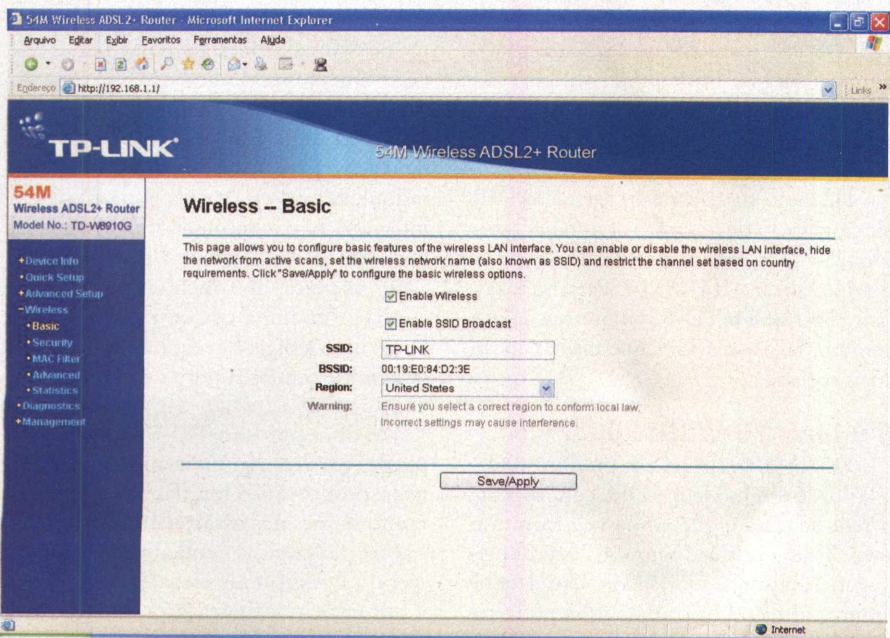 54M Wireless ADSL2+ Router - Microsoft Internet Explorer
Arquivo Editar Exibir Favoritos Ferramentas Ajuda
Endereço http://192.168.1.1/
Links »
TP-LINK®
54M Wireless ADSL2+ Router
54M
Wireless ADSL2+ Router
Model No.: TD-W8910G
+Device Info
•Quick Setup
+Advanced Setup
−Wireless
•Basic
•Security
•MAC Filter
•Advanced
•Statistics
•Diagnostics
+Management
Wireless -- Basic
This page allows you to configure basic features of the wireless LAN interface. You can enable or disable the wireless LAN interface, hide
the network from active scans, set the wireless network name (also known as SSID) and restrict the channel set based on country
requirements. Click "Save/Apply" to configure the basic wireless options.
Enable Wireless
Enable SSID Broadcast
SSID: TP-LINK
BSSID: 00:19:E0:84:D2:3E
Region: United States
Warning: Ensure you select a correct region to conform local law.
Incorrect settings may cause interference.
Save/Apply
Internet